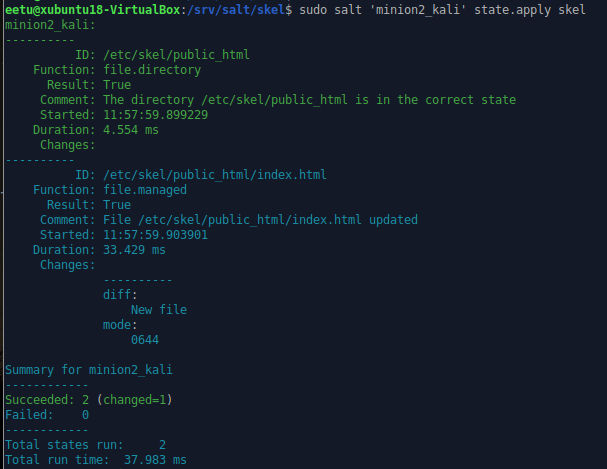 eetu@xubuntu18-VirtualBox:/srv/salt/skel$ sudo salt 'minion2_kali' state.apply skel
minion2_kali:
----------
          ID: /etc/skel/public_html
    Function: file.directory
      Result: True
     Comment: The directory /etc/skel/public_html is in the correct state
     Started: 11:57:59.899229
    Duration: 4.554 ms
     Changes:
----------
          ID: /etc/skel/public_html/index.html
    Function: file.managed
      Result: True
     Comment: File /etc/skel/public_html/index.html updated
     Started: 11:57:59.903901
    Duration: 33.429 ms
     Changes:
              ----------
              diff:
                  New file
              mode:
                  0644

Summary for minion2_kali
------------
Succeeded: 2 (changed=1)
Failed:    0
------------
Total states run:     2
Total run time:  37.983 ms